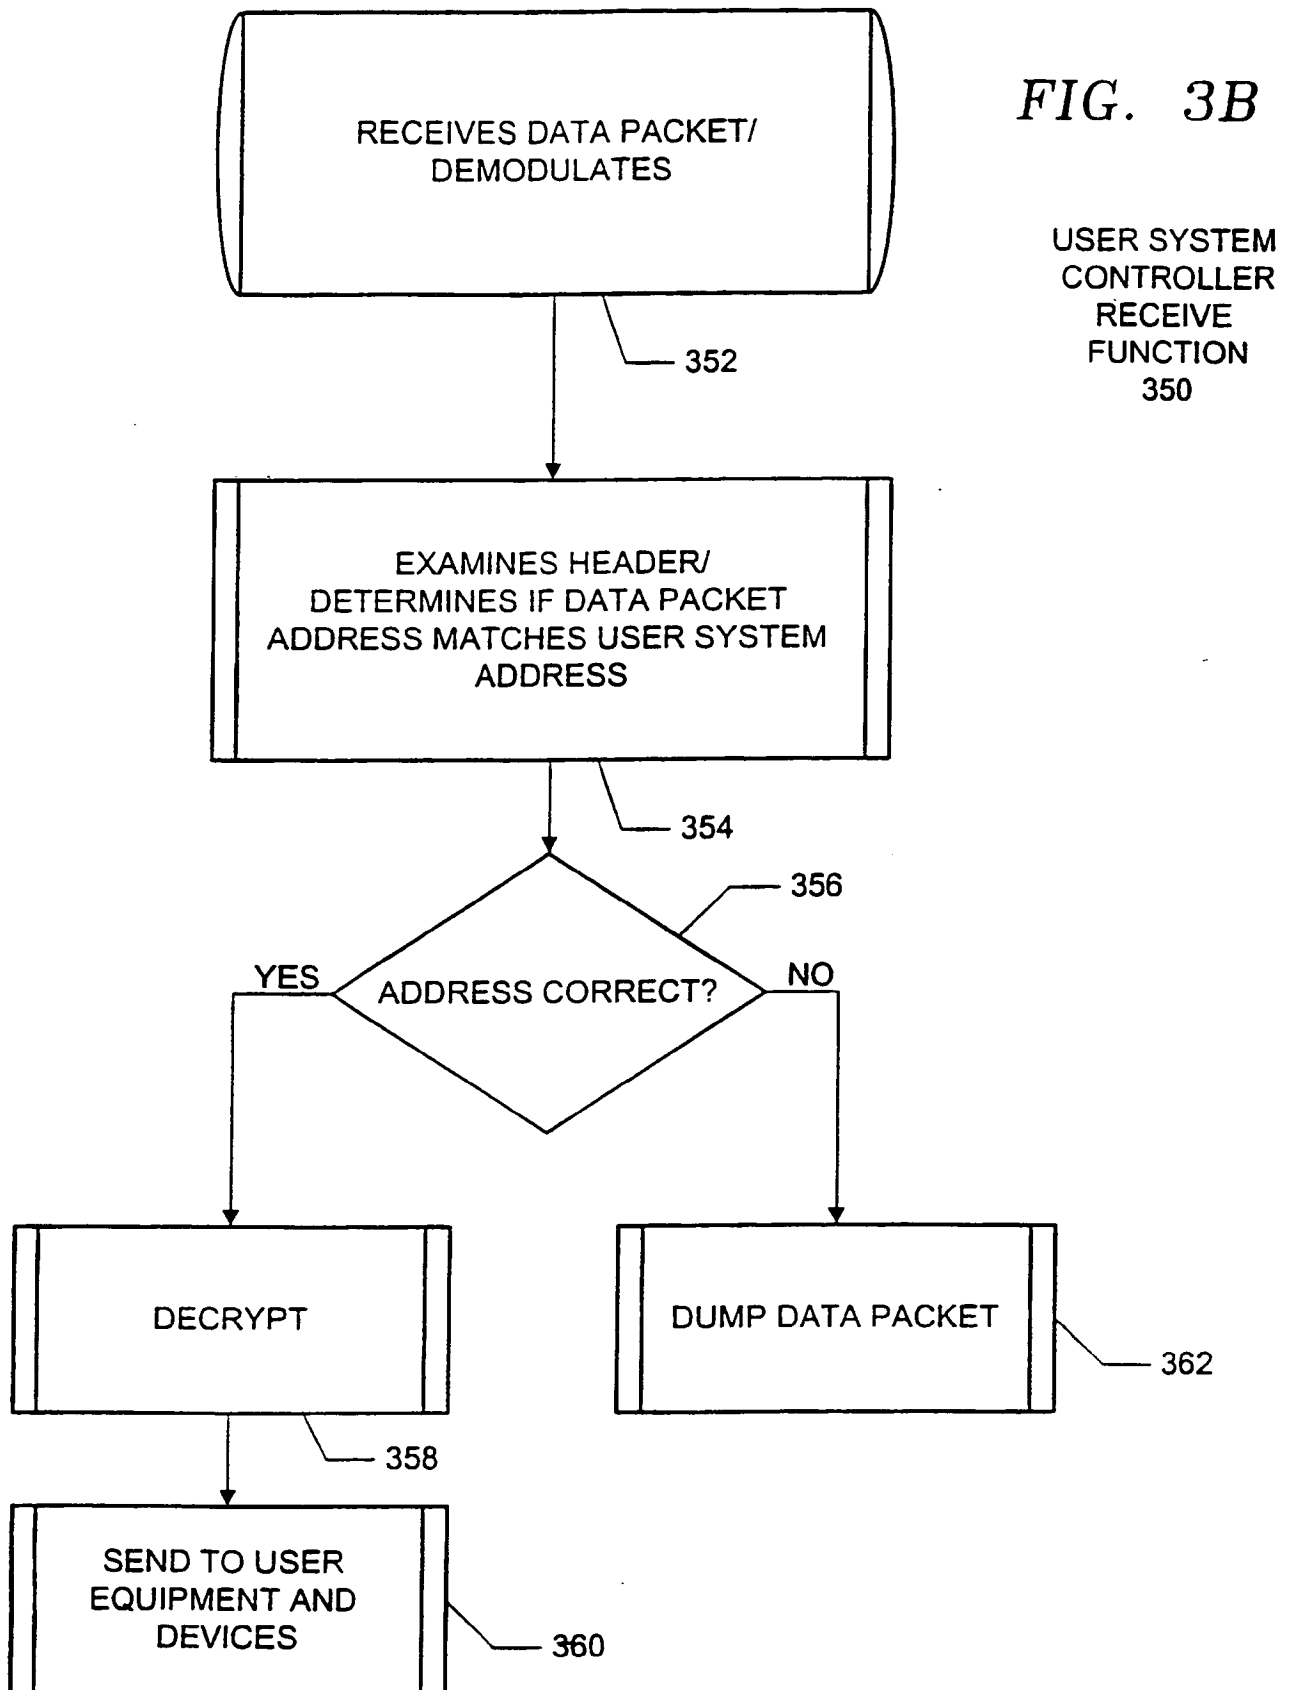 FIG. 3B
RECEIVES DATA PACKET/
DEMODULATES
USER SYSTEM
CONTROLLER
RECEIVE
FUNCTION
350
352
EXAMINES HEADER/
DETERMINES IF DATA PACKET
ADDRESS MATCHES USER SYSTEM
ADDRESS
354
356
YES
ADDRESS CORRECT?
NO
DECRYPT
DUMP DATA PACKET
362
358
SEND TO USER
EQUIPMENT AND
DEVICES
360